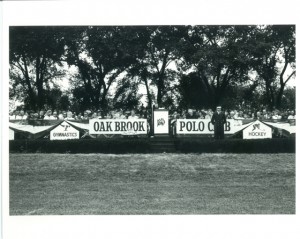 GYMNASTICS
OAK BROOK
POLO CLUB
HOCKEY